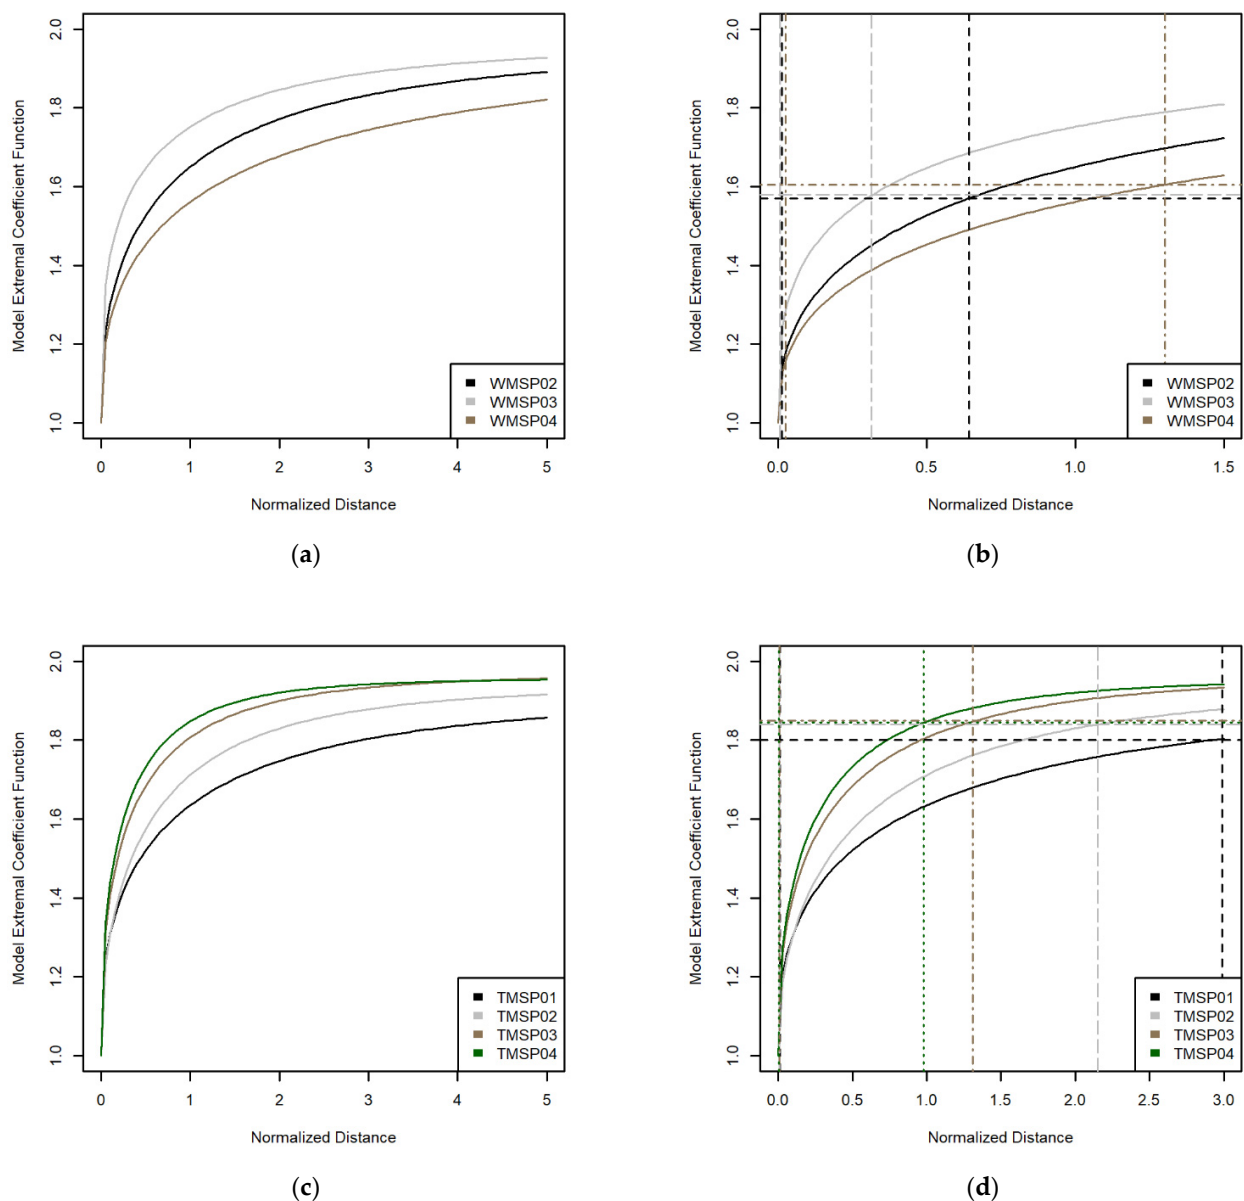 Model Extremal Coefficient Function
2.0
1.8
1.6
1.4
1.2
1.0
WMSP02
WMSP03
WMSP04
0 1 2 3 4 5
Normalized Distance
(a)
Model Extremal Coefficient Function
2.0
1.8
1.6
1.4
1.2
1.0
WMSP02
WMSP03
WMSP04
0.0 0.5 1.0 1.5
Normalized Distance
(b)
Model Extremal Coefficient Function
2.0
1.8
1.6
1.4
1.2
1.0
TMSP01
TMSP02
TMSP03
TMSP04
0 1 2 3 4 5
Normalized Distance
(c)
Model Extremal Coefficient Function
2.0
1.8
1.6
1.4
1.2
1.0
TMSP01
TMSP02
TMSP03
TMSP04
0.0 0.5 1.0 1.5 2.0 2.5 3.0
Normalized Distance
(d)